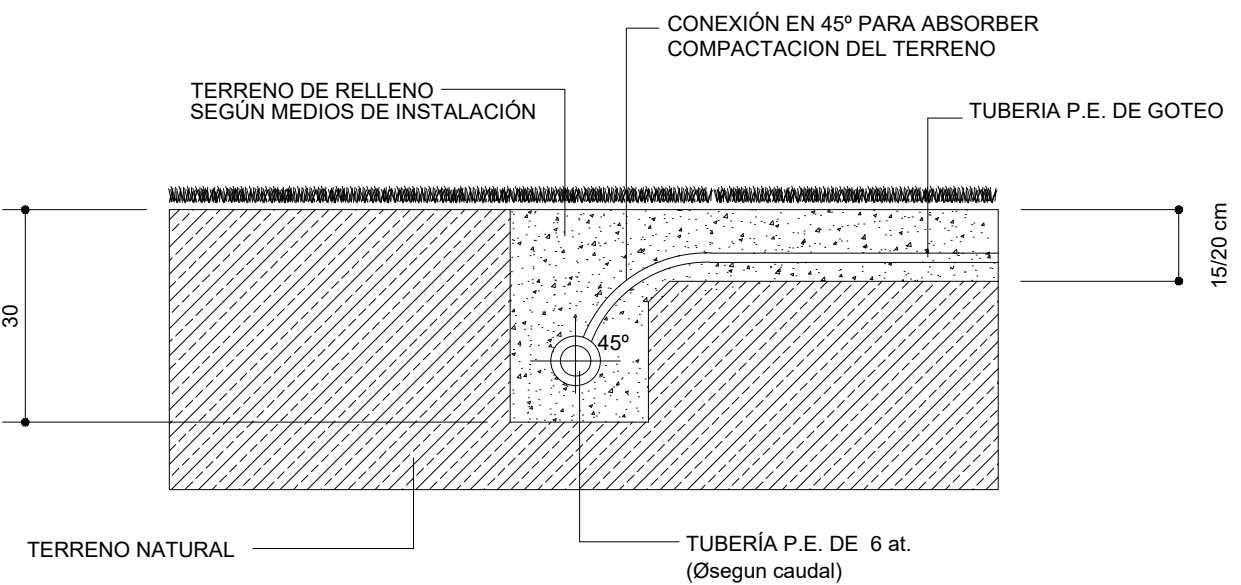 CONEXIÓN EN 45º PARA ABSORBER
COMPACTACION DEL TERRENO
TERRENO DE RELLENO
SEGÚN MEDIOS DE INSTALACIÓN
TUBERIA P.E. DE GOTEO
30
15/20 cm
45º
TERRENO NATURAL
TUBERÍA P.E. DE 6 at.
(Øsegun caudal)